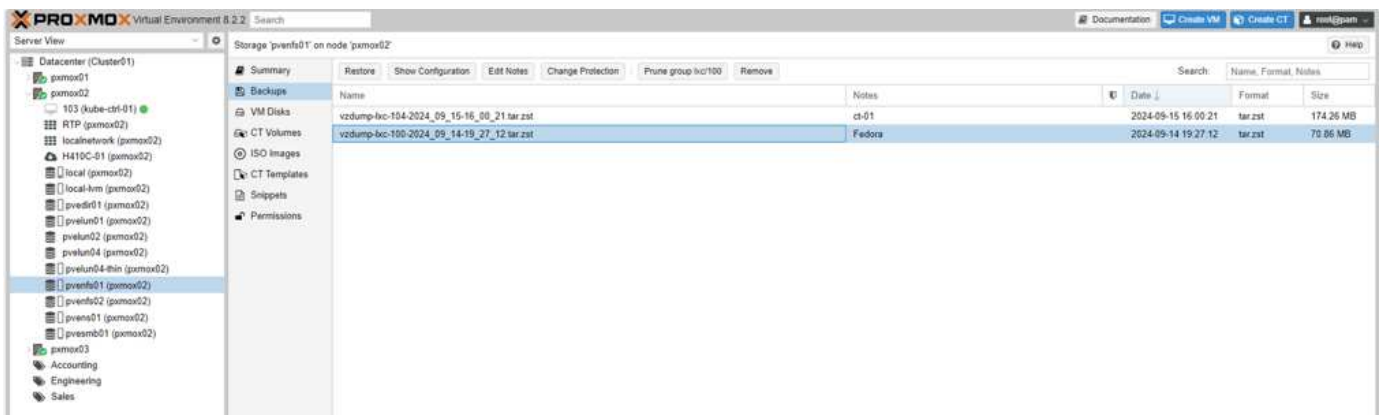 PROXMOX Virtual Environment 8.2.2 Search
Documentation Create VM Create CT root@pam
Server View
Datacenter (Cluster01)
pxmox01
pxmox02
103 (kube-ctrl-01)
RTP (pxmox02)
localnetwork (pxmox02)
H410C-01 (pxmox02)
local (pxmox02)
local-lvm (pxmox02)
pvedir01 (pxmox02)
pvelun01 (pxmox02)
pvelun02 (pxmox02)
pvelun04 (pxmox02)
pvelun04-thin (pxmox02)
pvenfs01 (pxmox02)
pvenfs02 (pxmox02)
pvens01 (pxmox02)
pvesmb01 (pxmox02)
pxmox03
Accounting
Engineering
Sales
Storage 'pvenfs01' on node 'pxmox02'
Help
Summary
Backups
VM Disks
CT Volumes
ISO Images
CT Templates
Snippets
Permissions
Restore Show Configuration Edit Notes Change Protection Prune group lxc/100 Remove Search: Name, Format, Notes
Name Notes Date ↓ Format Size
vzdump-lxc-104-2024_09_15-16_00_21.tar.zst ct-01 2024-09-15 16:00:21 tar.zst 174.26 MB
vzdump-lxc-100-2024_09_14-19_27_12.tar.zst Fedora 2024-09-14 19:27:12 tar.zst 70.86 MB